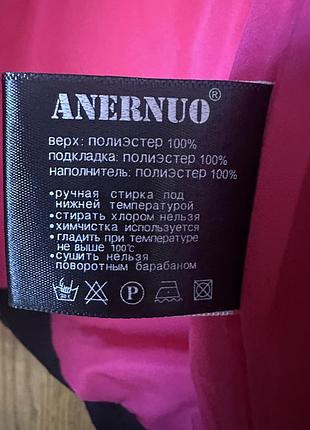 ANERNUO®
верх: полиэстер 100%
подкладка: полиэстер 100%
наполнитель: полиэстер 100%
•ручная стирка под
нижней температурой
•стирать хлором нельзя
•химчистка используется
•гладить при температуре
не выше 100℃
•сушить нельзя
поворотным барабаном
30℃
P